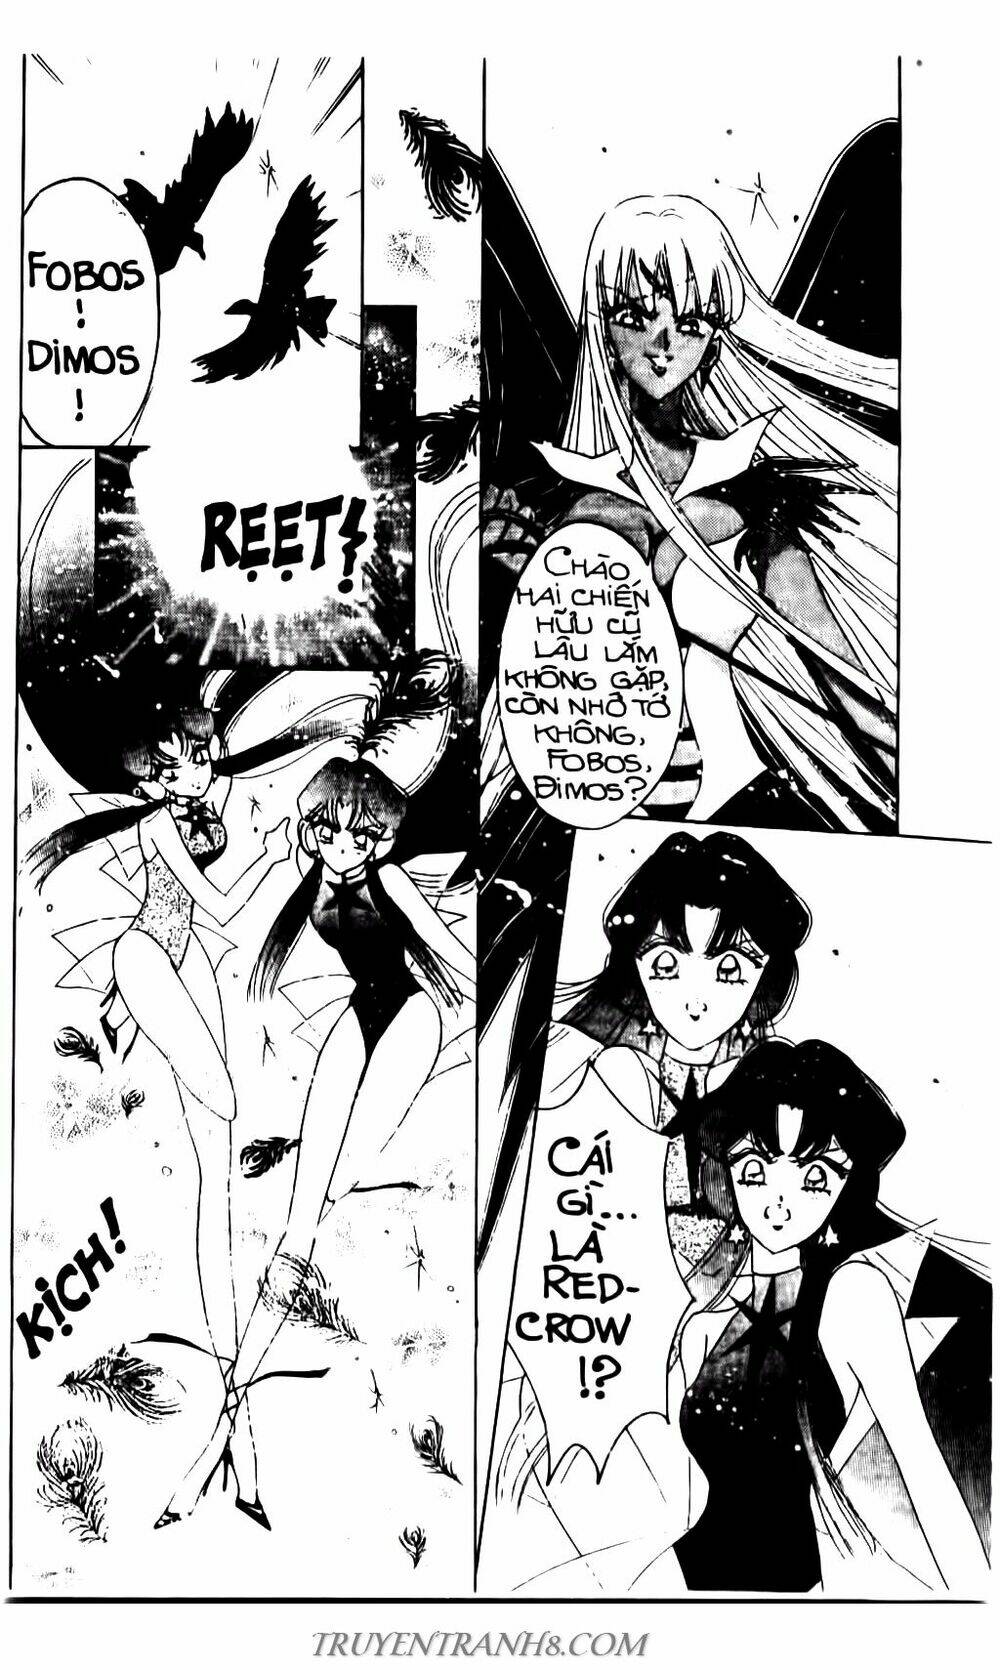 FOBOS
!
DIMOS
!
RẸẸT!
CHÀO
HAI CHIẾN
HỮU CŨ
LÂU LẮM
KHÔNG GẶP,
CÒN NHỚ TỚ
KHÔNG,
FOBOS,
ĐIMOS?
KỊCH!
CÁI
GÌ...
LÀ
RED-
CROW
!?
TRUYENTRANH8.COM